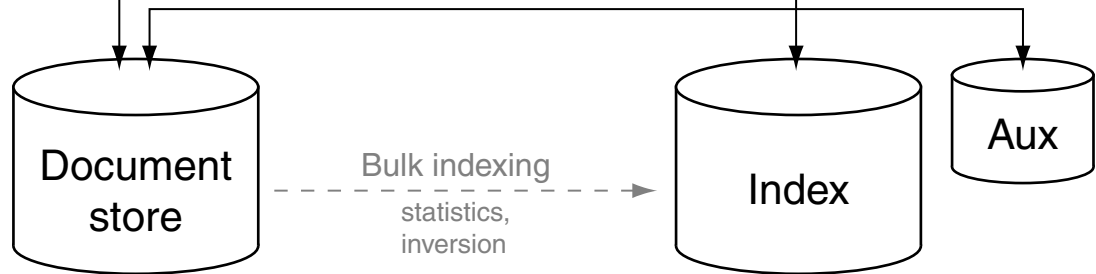 Document
store
Bulk indexing
statistics,
inversion
Index
Aux